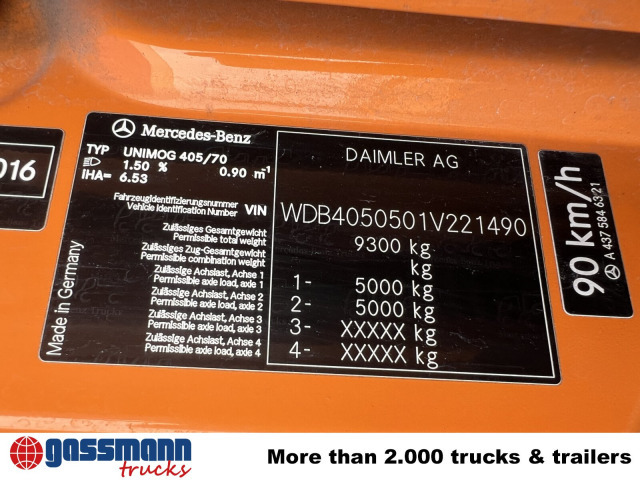 016
Mercedes-Benz
TYP UNIMOG 405/70
1.50 % 0.90 m¹
IHA= 6.53
Fahrzeugidentifizierungsnummer
Vehicle Identification Number VIN
Zulässiges Gesamtgewicht
Permissible total weight
Zulässiges Zug-Gesamtgewicht
Permissible combination weight
Zulässige Achslast, Achse 1
Permissible axle load, axle 1
Zulässige Achslast, Achse 2
Permissible axle load, axle 2
Zulässige Achslast, Achse 3
Permissible axle load, axle 3
Zulässige Achslast, Achse 4
Permissible axle load, axle 4
Made in Germany
DAIMLER AG
WDB4050501V221490
9300 kg
kg
1- 5000 kg
2- 5000 kg
3- XXXXX kg
4- XXXXX kg
90 km/h
A 437 584 63 21
gassmann
trucks
More than 2.000 trucks & trailers